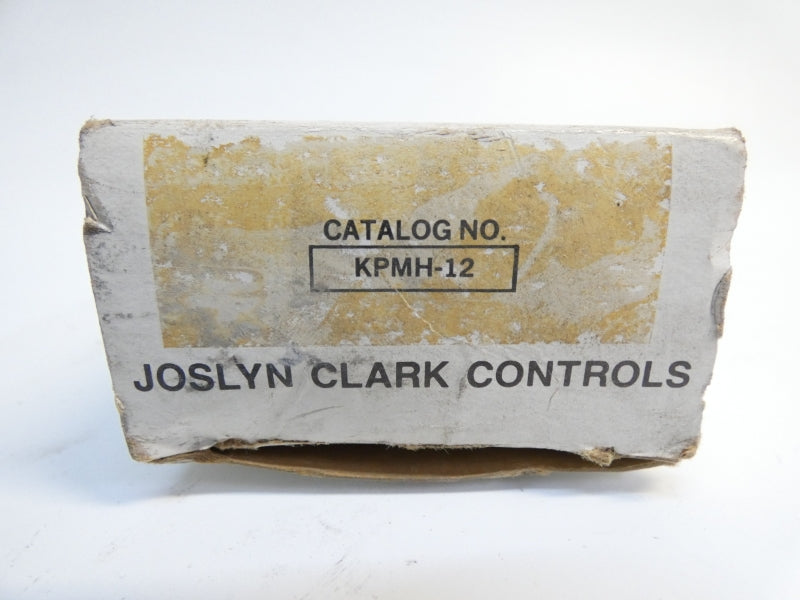 CATALOG NO.
KPMH-12
JOSLYN CLARK CONTROLS